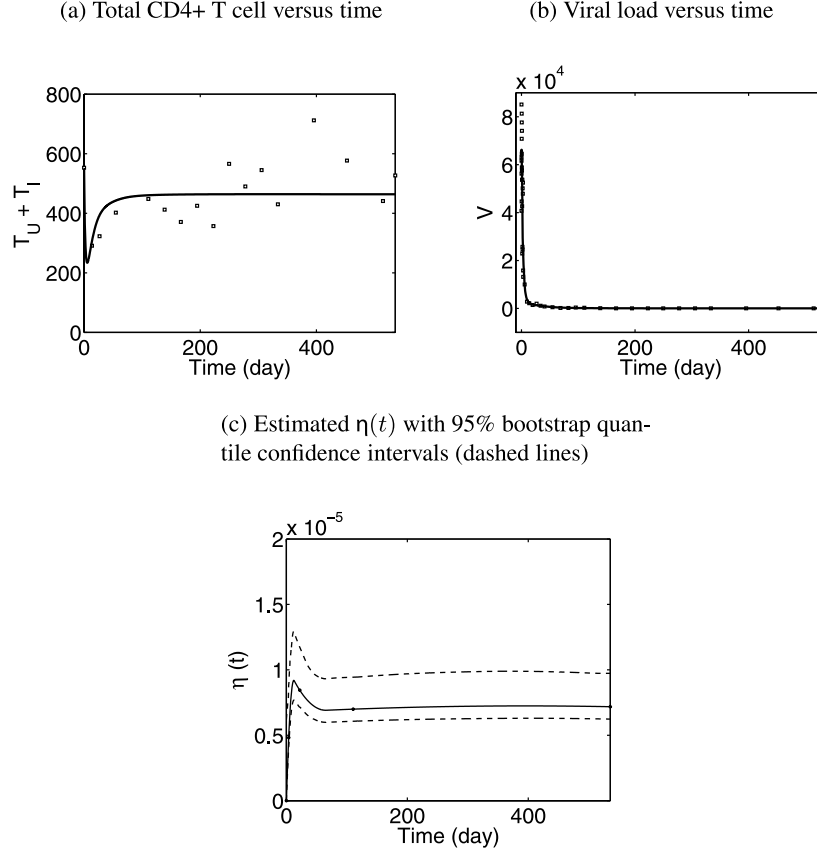 (a) Total CD4+ T cell versus time
(b) Viral load versus time
800
600
400
200
0
T_U + T_I
0
200
400
Time (day)
x 10^4
8
6
4
2
0
V
0
200
400
Time (day)
(c) Estimated η(t) with 95% bootstrap quan-
tile confidence intervals (dashed lines)
x 10^−5
2
1.5
1
0.5
0
η (t)
0
200
400
Time (day)